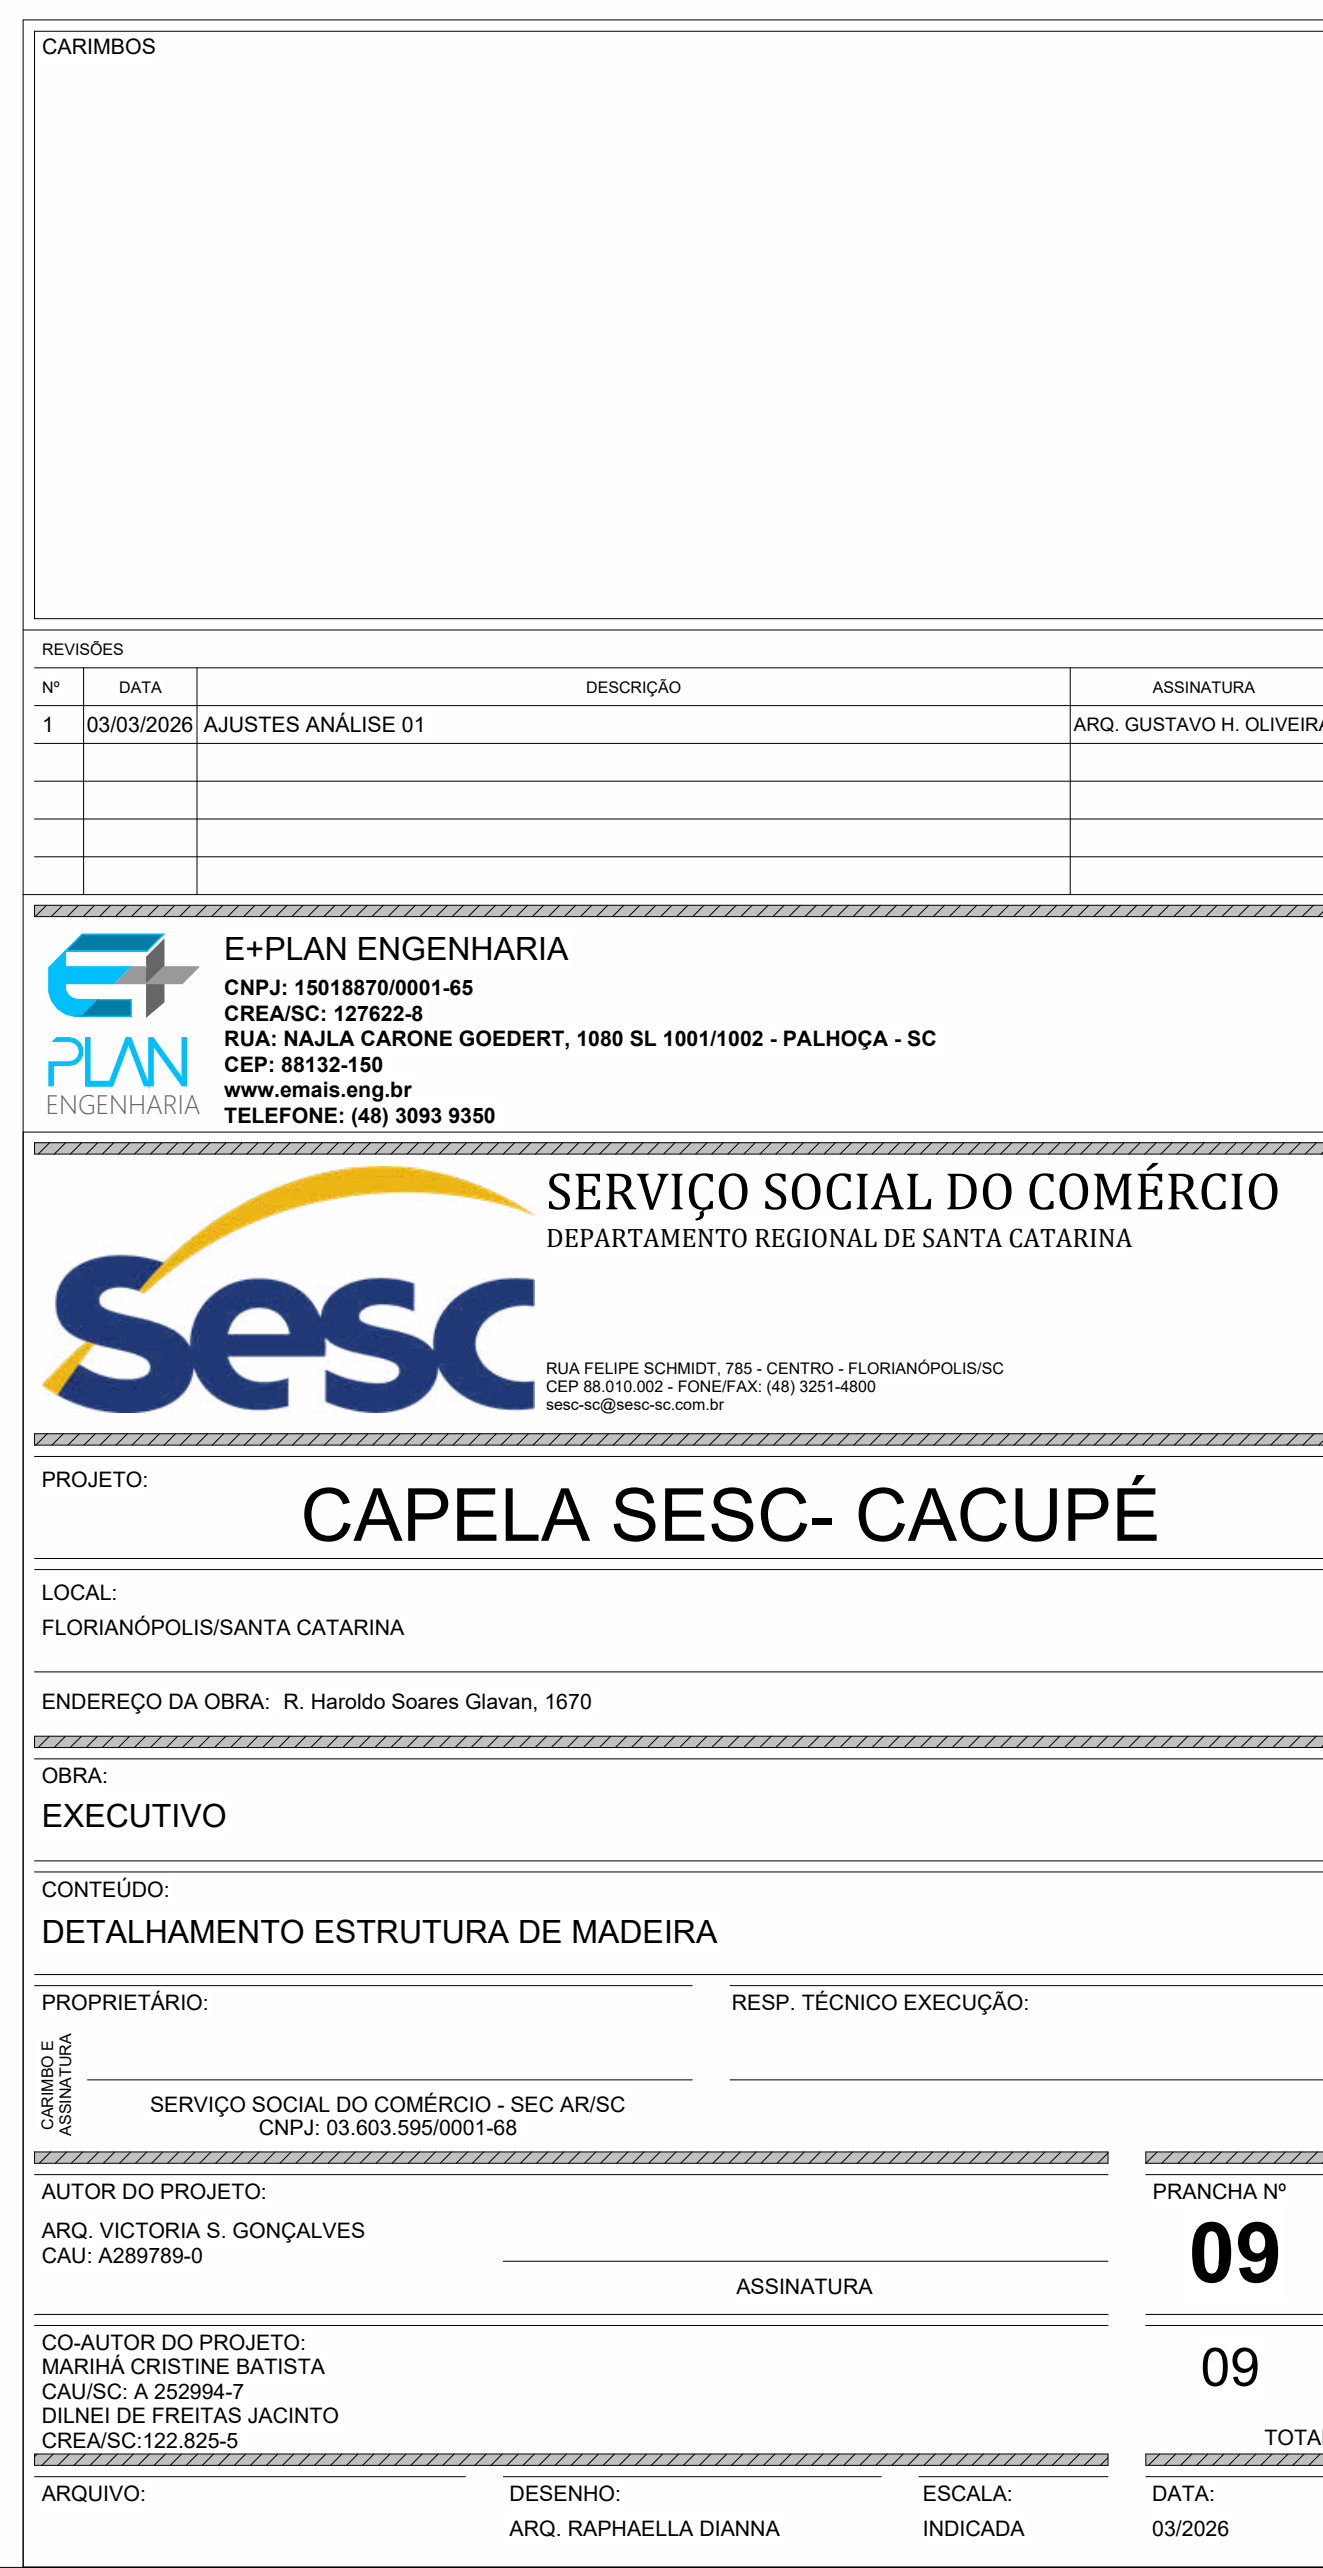 CARIMBOS
REVISÕES
Nº DATA DESCRIÇÃO ASSINATURA
1 03/03/2026 AJUSTES ANÁLISE 01 ARQ. GUSTAVO H. OLIVEIRA
E+PLAN ENGENHARIA
CNPJ: 15018870/0001-65
CREA/SC: 127622-8
RUA: NAJLA CARONE GOEDERT, 1080 SL 1001/1002 - PALHOÇA - SC
CEP: 88132-150
www.emais.eng.br
TELEFONE: (48) 3093 9350
e+
PLAN
ENGENHARIA
Sesc
SERVIÇO SOCIAL DO COMÉRCIO
DEPARTAMENTO REGIONAL DE SANTA CATARINA
RUA FELIPE SCHMIDT, 785 - CENTRO - FLORIANÓPOLIS/SC
CEP 88.010.002 - FONE/FAX: (48) 3251-4800
sesc-sc@sesc-sc.com.br
PROJETO:
CAPELA SESC- CACUPÉ
LOCAL:
FLORIANÓPOLIS/SANTA CATARINA
ENDEREÇO DA OBRA: R. Haroldo Soares Glavan, 1670
OBRA:
EXECUTIVO
CONTEÚDO:
DETALHAMENTO ESTRUTURA DE MADEIRA
PROPRIETÁRIO: RESP. TÉCNICO EXECUÇÃO:
CARIMBO E
ASSINATURA
SERVIÇO SOCIAL DO COMÉRCIO - SEC AR/SC
CNPJ: 03.603.595/0001-68
AUTOR DO PROJETO:
ARQ. VICTORIA S. GONÇALVES
CAU: A289789-0
ASSINATURA
PRANCHA Nº
09
CO-AUTOR DO PROJETO:
MARIHÁ CRISTINE BATISTA
CAU/SC: A 252994-7
DILNEI DE FREITAS JACINTO
CREA/SC:122.825-5
09
TOTAL
ARQUIVO: DESENHO: ESCALA: DATA:
ARQ. RAPHAELLA DIANNA INDICADA 03/2026